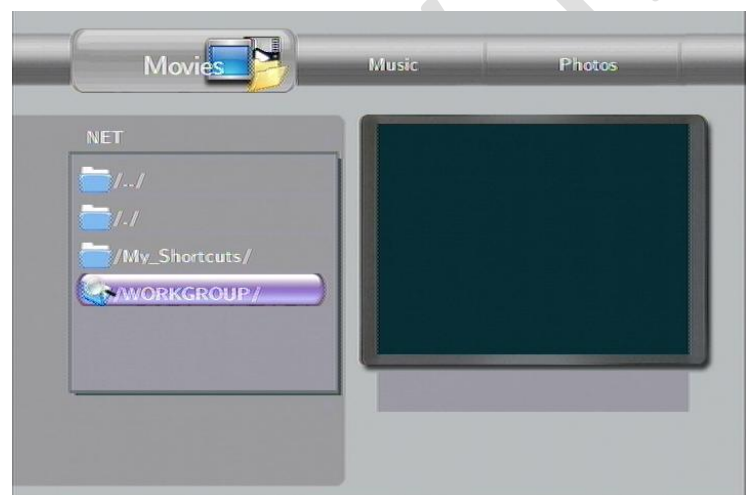 Movies Music Photos
NET
/../
/./
/My_Shortcuts/
/WORKGROUP/